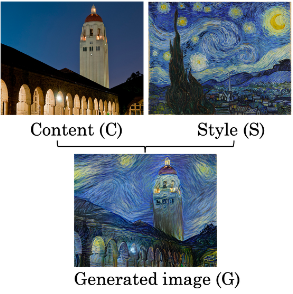 Content (C)
Style (S)
Generated image (G)